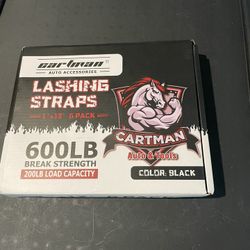 cartman
AUTO ACCESSORIES
LASHING
STRAPS
6 PACK
600LB
BREAK STRENGTH
200LB LOAD CAPACITY
CARTMAN
Auto & Tools
COLOR: BLACK